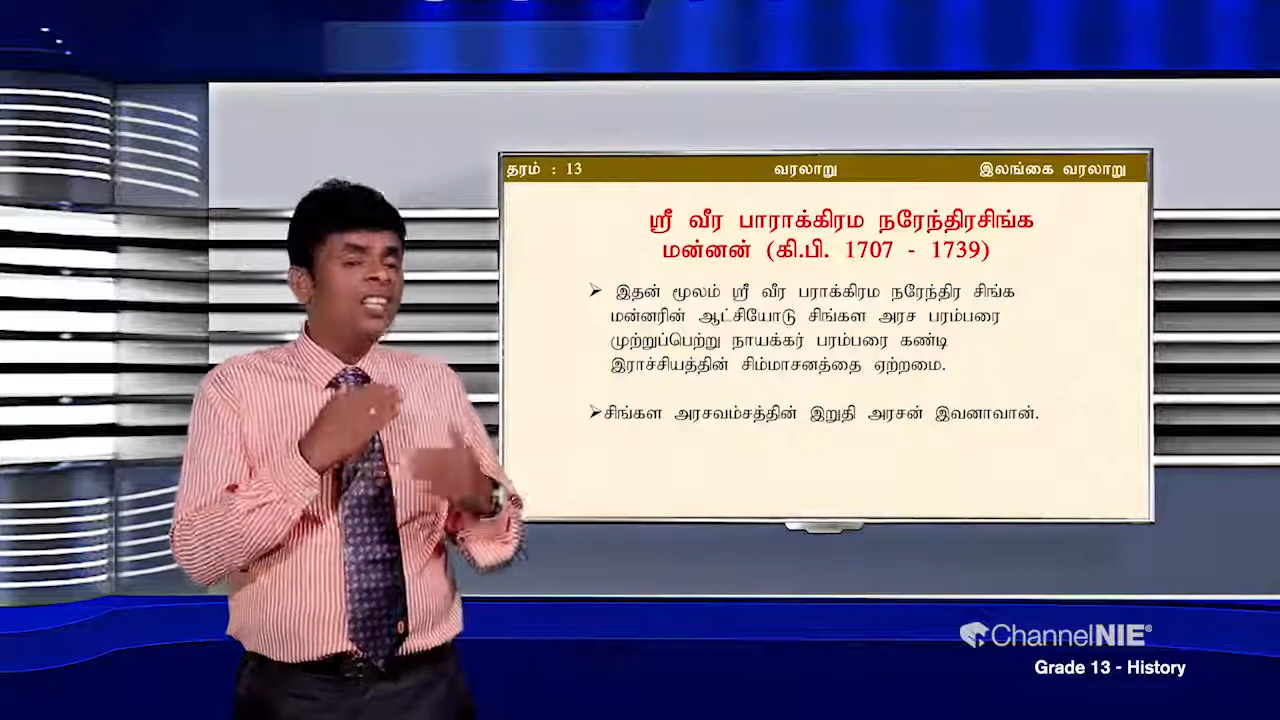 தரம் : 13 வரலாறு இலங்கை வரலாறு
ஸ்ரீ வீர பாராக்கிரம நரேந்திரசிங்க
மன்னன் (கி.பி. 1707 - 1739)
➢ இதன் மூலம் ஸ்ரீ வீர பராக்கிரம நரேந்திர சிங்க
மன்னரின் ஆட்சியோடு சிங்கள அரச பரம்பரை
முற்றுப்பெற்று நாயக்கர் பரம்பரை கண்டி
இராச்சியத்தின் சிம்மாசனத்தை ஏற்றமை.
➢சிங்கள அரசவம்சத்தின் இறுதி அரசன் இவனாவான்.
ChannelNIE®
Grade 13 - History